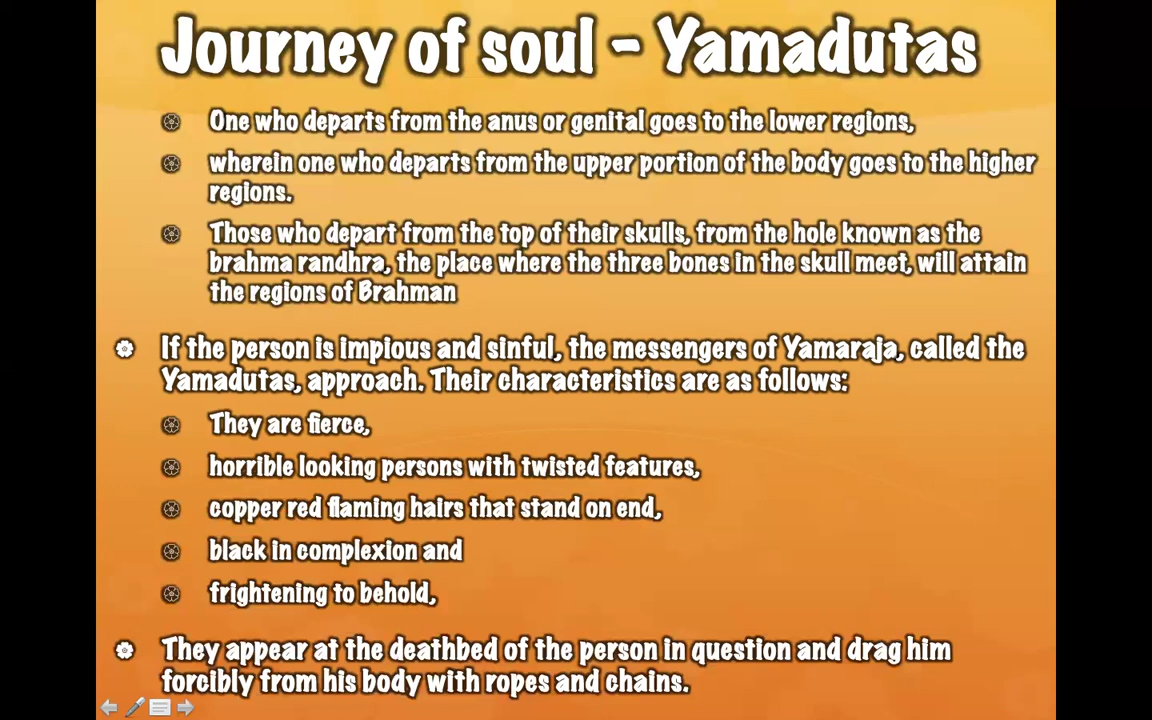 Journey of soul - Yamadutas
One who departs from the anus or genital goes to the lower regions,
wherein one who departs from the upper portion of the body goes to the higher
regions.
Those who depart from the top of their skulls, from the hole known as the
brahma randhra, the place where the three bones in the skull meet, will attain
the regions of Brahman
If the person is impious and sinful, the messengers of Yamaraja, called the
Yamadutas, approach. Their characteristics are as follows:
They are fierce,
horrible looking persons with twisted features,
copper red flaming hairs that stand on end,
black in complexion and
frightening to behold,
They appear at the deathbed of the person in question and drag him
forcibly from his body with ropes and chains.